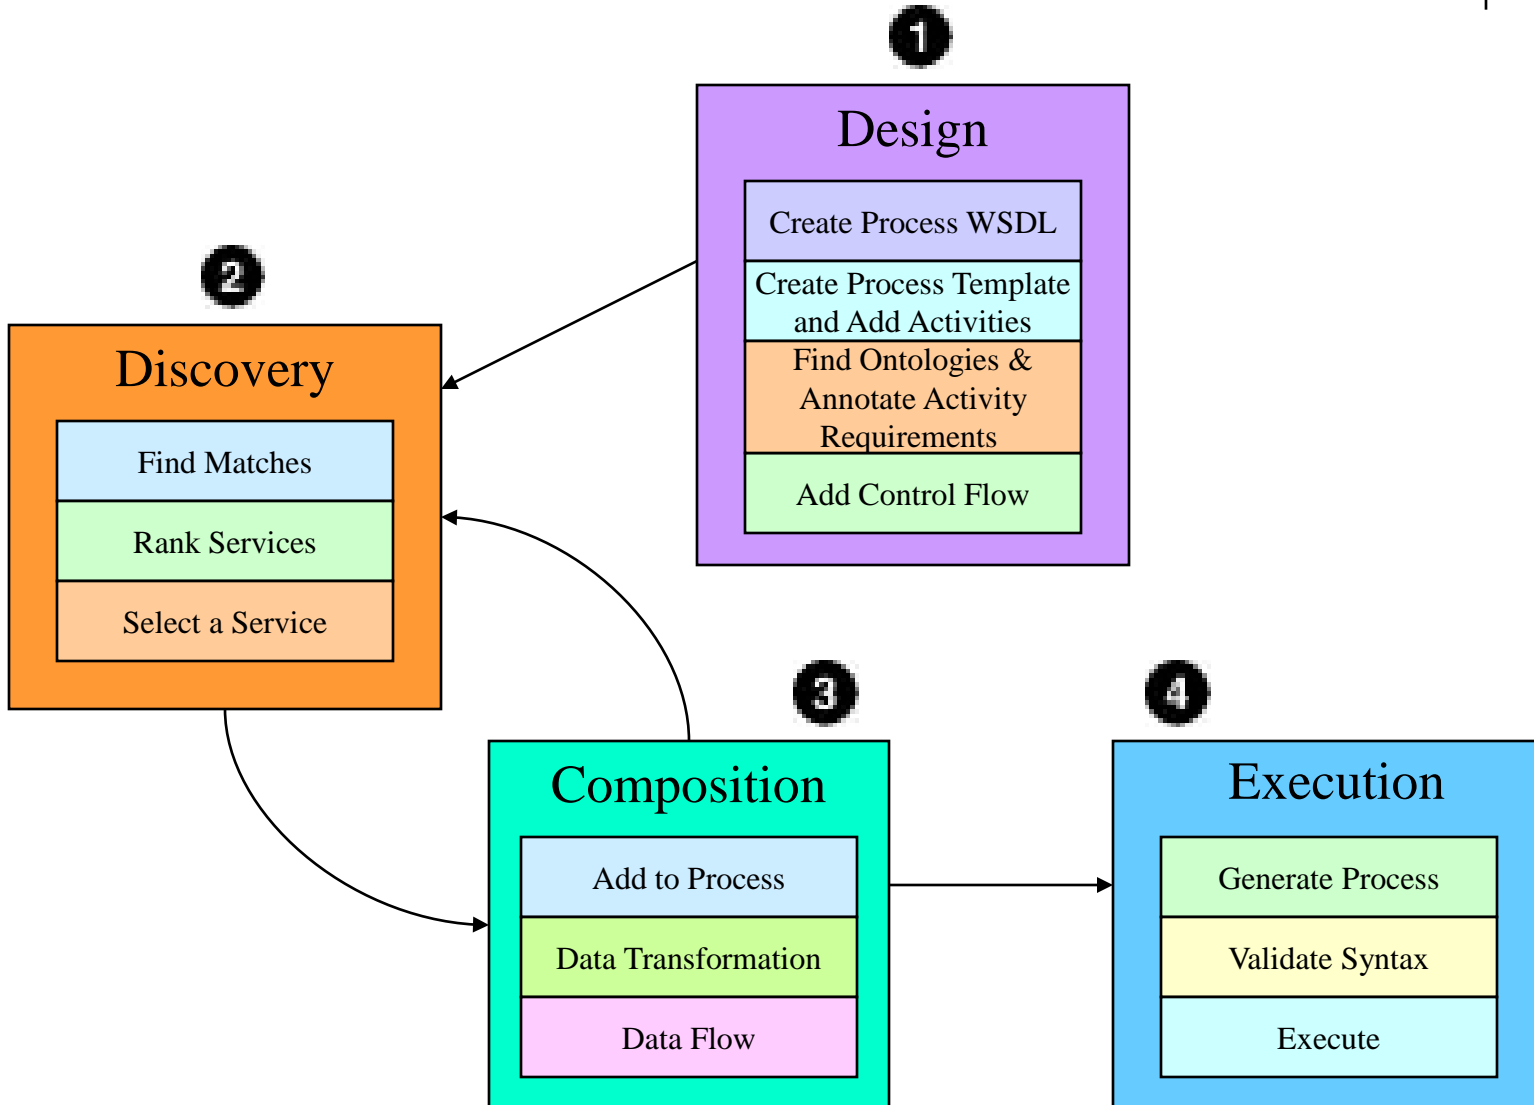 1
Design
Create Process WSDL
Create Process Template
and Add Activities
Find Ontologies &
Annotate Activity
Requirements
Add Control Flow
2
Discovery
Find Matches
Rank Services
Select a Service
3
Composition
Add to Process
Data Transformation
Data Flow
4
Execution
Generate Process
Validate Syntax
Execute